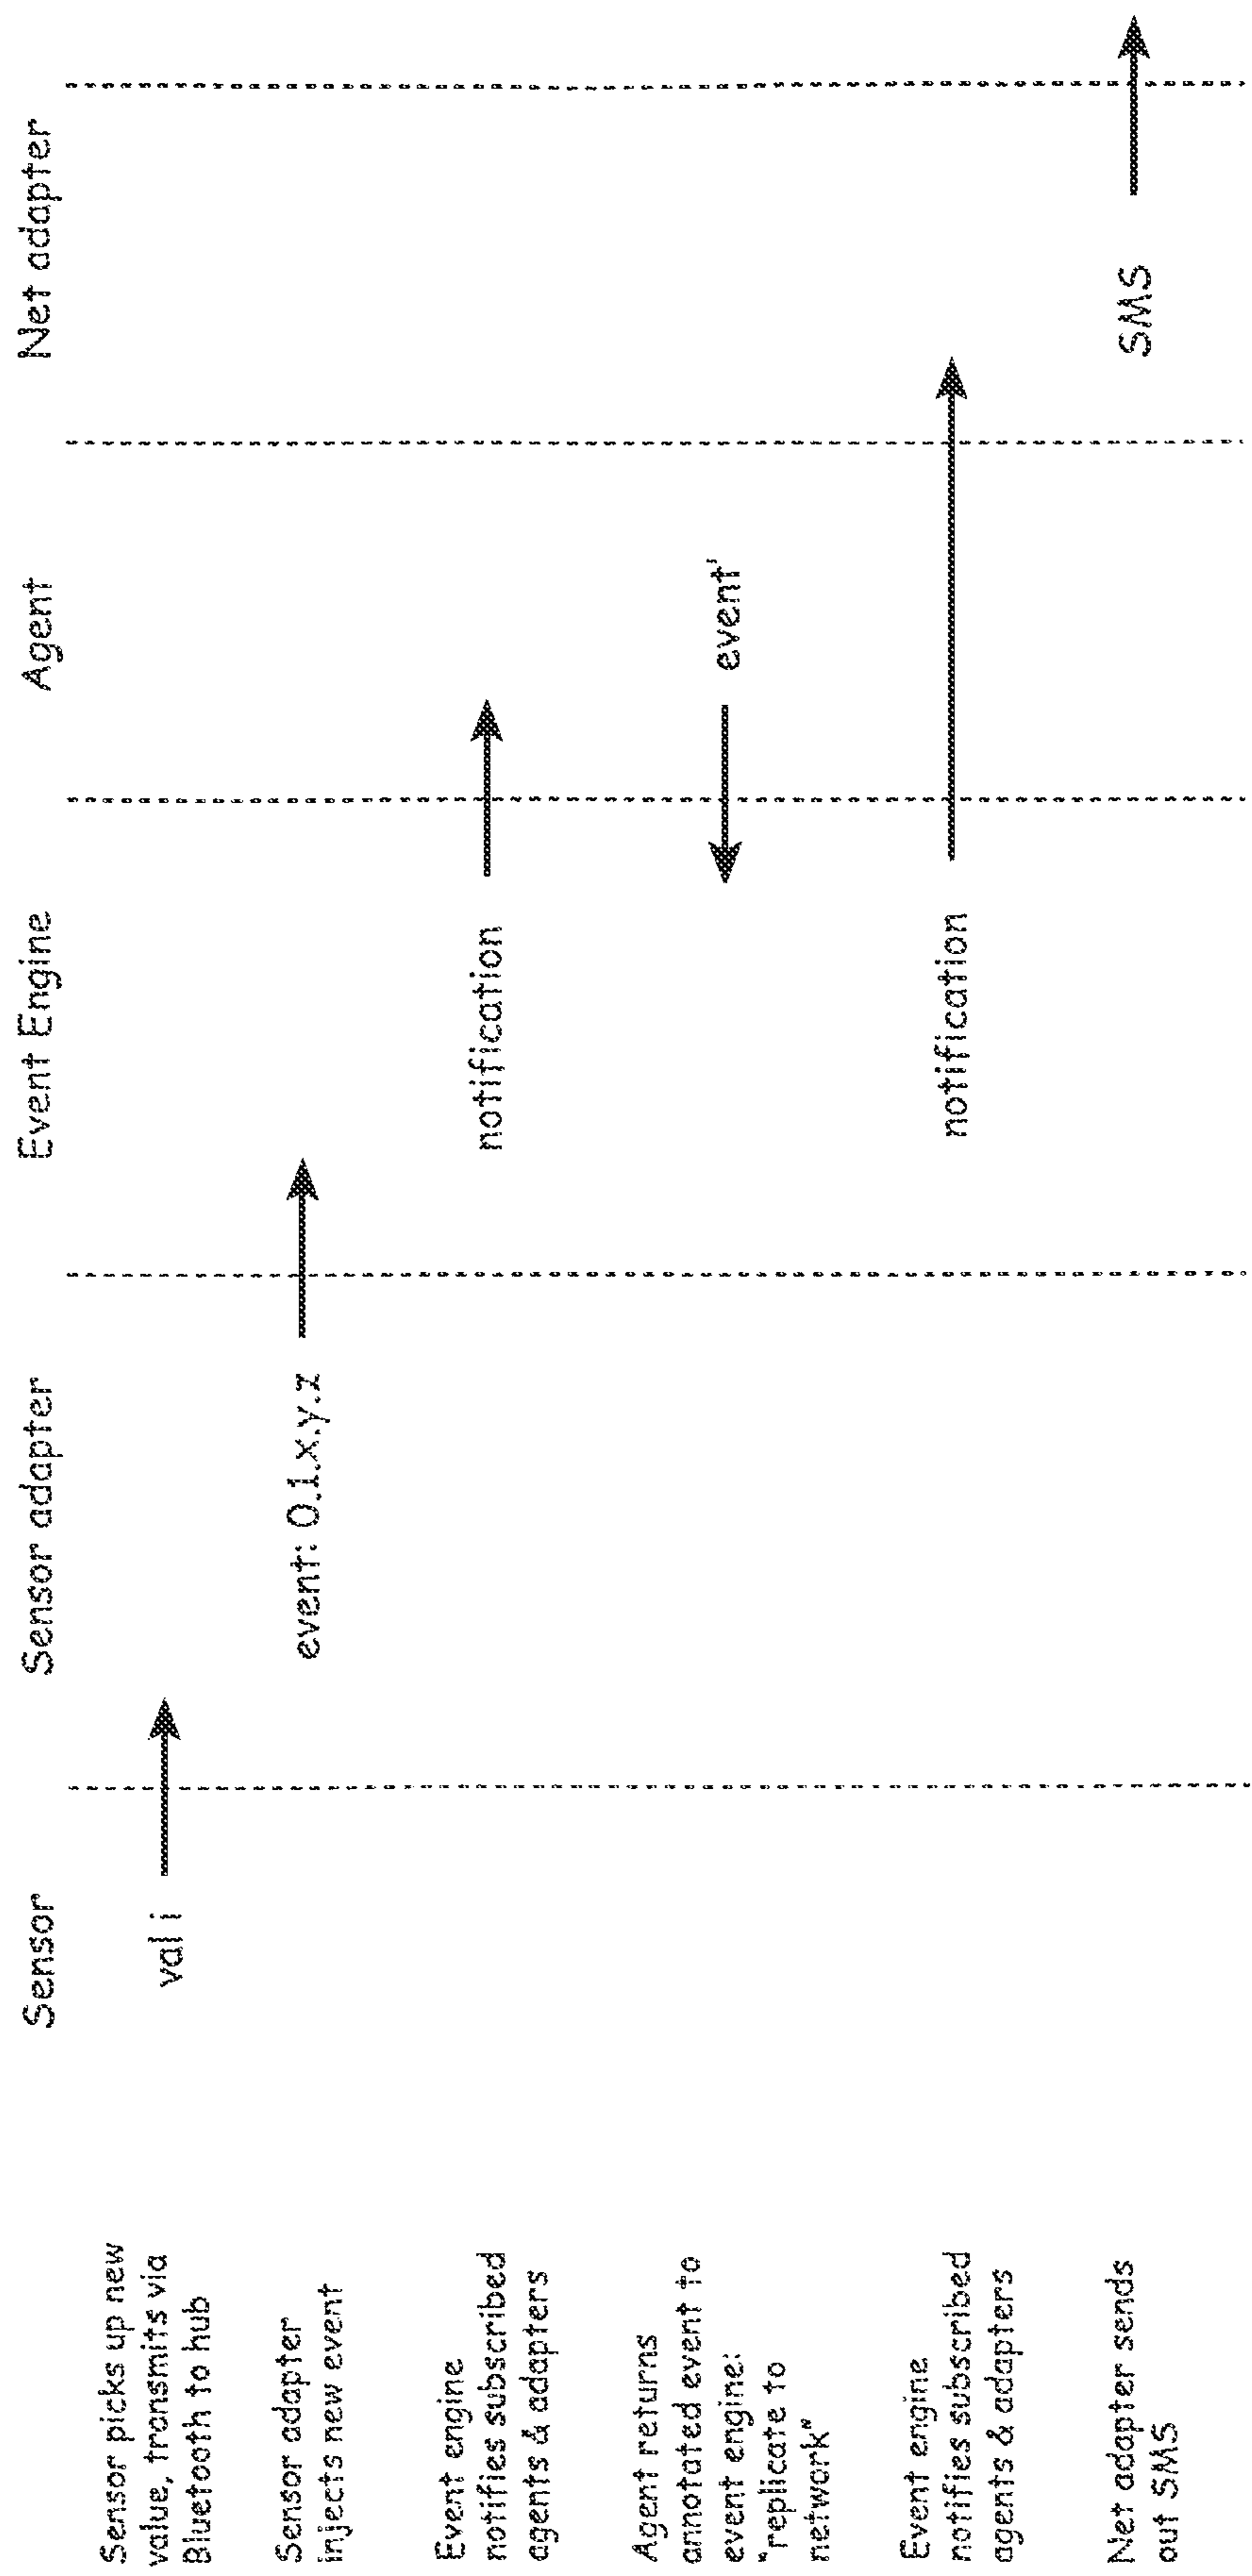 Sensor
Sensor adapter
Event Engine
Agent
Net adapter
Sensor picks up new
value, transmits via
Bluetooth to hub
val i
Sensor adapter
injects new event
event: 0.1.x.y.z
Event engine
notifies subscribed
agents & adapters
notification
Agent returns
annotated event to
event engine:
"replicate to
network"
event'
Event engine
notifies subscribed
agents & adapters
notification
Net adapter sends
out SMS
SMS